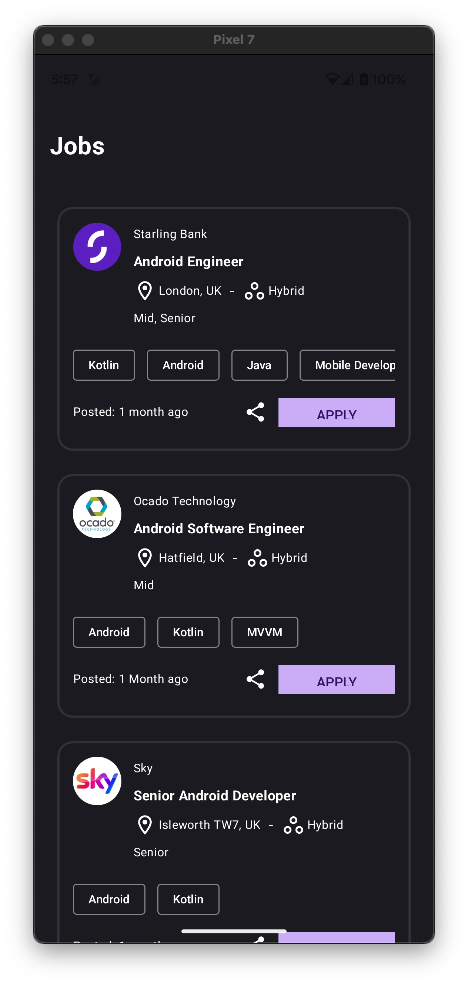 Pixel 7
5:57
100%
Jobs
Starling Bank
Android Engineer
London, UK - Hybrid
Mid, Senior
Kotlin Android Java Mobile Develop
Posted: 1 month ago APPLY
ocado
TECHNOLOGY
Ocado Technology
Android Software Engineer
Hatfield, UK - Hybrid
Mid
Android Kotlin MVVM
Posted: 1 Month ago APPLY
sky
Sky
Senior Android Developer
Isleworth TW7, UK - Hybrid
Senior
Android Kotlin